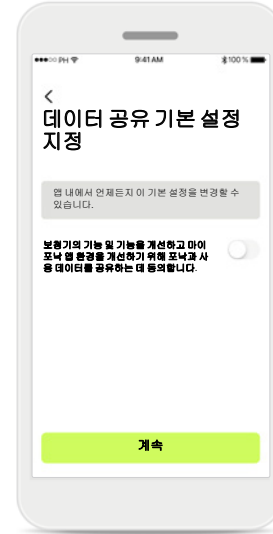 PH 9:41 AM 100 %
데이터 공유 기본 설정
지정
앱 내에서 언제든지 이 기본 설정을 변경할 수
있습니다.
보청기의 기능 및 기능을 개선하고 마이
포낙 앱 환경을 개선하기 위해 포낙과 사
용 데이터를 공유하는 데 동의합니다.
계속